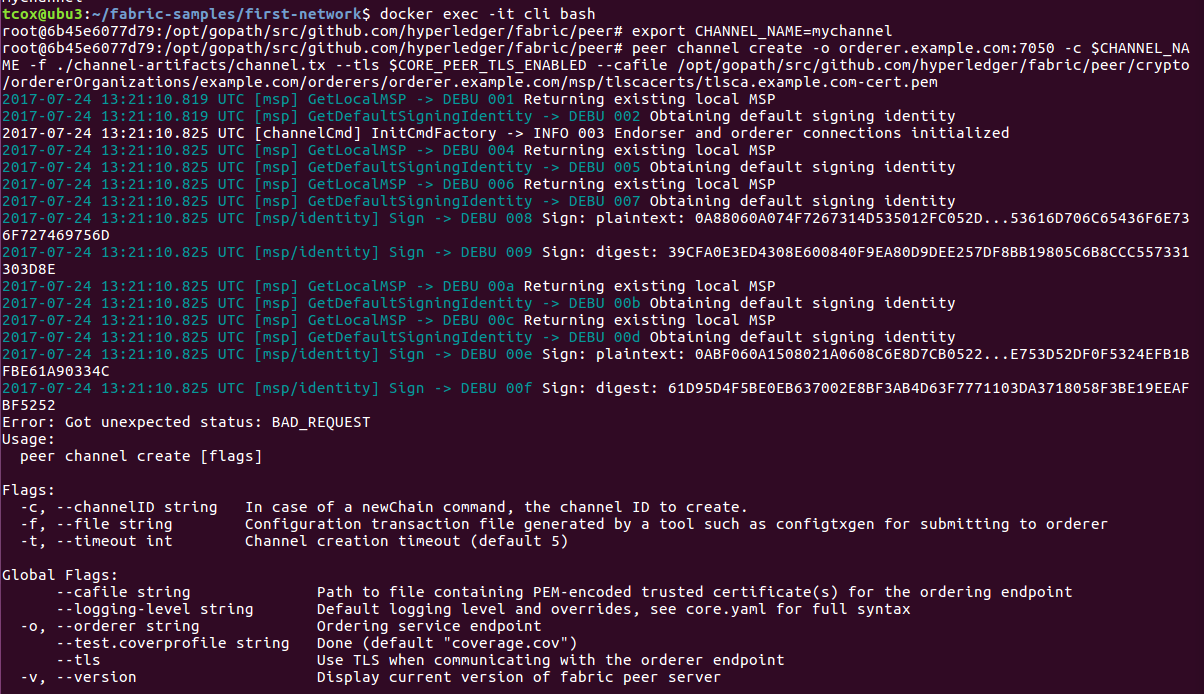 mychannel
tcox@ubu3:~/fabric-samples/first-network$ docker exec -it cli bash
root@6b45e6077d79:/opt/gopath/src/github.com/hyperledger/fabric/peer# export CHANNEL_NAME=mychannel
root@6b45e6077d79:/opt/gopath/src/github.com/hyperledger/fabric/peer# peer channel create -o orderer.example.com:7050 -c $CHANNEL_NA
ME -f ./channel-artifacts/channel.tx --tls $CORE_PEER_TLS_ENABLED --cafile /opt/gopath/src/github.com/hyperledger/fabric/peer/crypto
/ordererOrganizations/example.com/orderers/orderer.example.com/msp/tlscacerts/tlsca.example.com-cert.pem
2017-07-24 13:21:10.819 UTC [msp] GetLocalMSP -> DEBU 001 Returning existing local MSP
2017-07-24 13:21:10.819 UTC [msp] GetDefaultSigningIdentity -> DEBU 002 Obtaining default signing identity
2017-07-24 13:21:10.825 UTC [channelCmd] InitCmdFactory -> INFO 003 Endorser and orderer connections initialized
2017-07-24 13:21:10.825 UTC [msp] GetLocalMSP -> DEBU 004 Returning existing local MSP
2017-07-24 13:21:10.825 UTC [msp] GetDefaultSigningIdentity -> DEBU 005 Obtaining default signing identity
2017-07-24 13:21:10.825 UTC [msp] GetLocalMSP -> DEBU 006 Returning existing local MSP
2017-07-24 13:21:10.825 UTC [msp] GetDefaultSigningIdentity -> DEBU 007 Obtaining default signing identity
2017-07-24 13:21:10.825 UTC [msp/identity] Sign -> DEBU 008 Sign: plaintext: 0A88060A074F7267314D535012FC052D...53616D706C65436F6E73
6F727469756D
2017-07-24 13:21:10.825 UTC [msp/identity] Sign -> DEBU 009 Sign: digest: 39CFA0E3ED4308E600840F9EA80D9DEE257DF8BB19805C6B8CCC557331
303D8E
2017-07-24 13:21:10.825 UTC [msp] GetLocalMSP -> DEBU 00a Returning existing local MSP
2017-07-24 13:21:10.825 UTC [msp] GetDefaultSigningIdentity -> DEBU 00b Obtaining default signing identity
2017-07-24 13:21:10.825 UTC [msp] GetLocalMSP -> DEBU 00c Returning existing local MSP
2017-07-24 13:21:10.825 UTC [msp] GetDefaultSigningIdentity -> DEBU 00d Obtaining default signing identity
2017-07-24 13:21:10.825 UTC [msp/identity] Sign -> DEBU 00e Sign: plaintext: 0ABF060A1508021A0608C6E8D7CB0522...E753D52DF0F5324EFB1B
FBE61A90334C
2017-07-24 13:21:10.825 UTC [msp/identity] Sign -> DEBU 00f Sign: digest: 61D95D4F5BE0EB637002E8BF3AB4D63F7771103DA3718058F3BE19EEAF
BF5252
Error: Got unexpected status: BAD_REQUEST
Usage:
  peer channel create [flags]

Flags:
  -c, --channelID string   In case of a newChain command, the channel ID to create.
  -f, --file string        Configuration transaction file generated by a tool such as configtxgen for submitting to orderer
  -t, --timeout int        Channel creation timeout (default 5)

Global Flags:
      --cafile string              Path to file containing PEM-encoded trusted certificate(s) for the ordering endpoint
      --logging-level string       Default logging level and overrides, see core.yaml for full syntax
  -o, --orderer string             Ordering service endpoint
      --test.coverprofile string   Done (default "coverage.cov")
      --tls                        Use TLS when communicating with the orderer endpoint
  -v, --version                    Display current version of fabric peer server